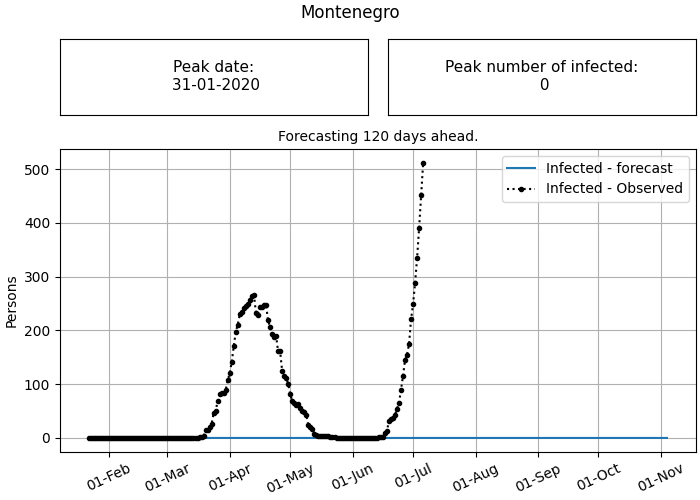 Montenegro
Peak date:
31-01-2020
Peak number of infected:
0
Forecasting 120 days ahead.
Infected - forecast
Infected - Observed
Persons
500
400
300
200
100
0
01-Feb
01-Mar
01-Apr
01-May
01-Jun
01-Jul
01-Aug
01-Sep
01-Oct
01-Nov